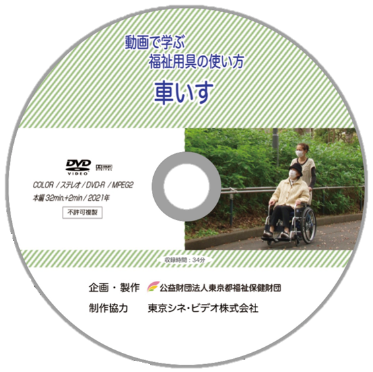 動画で学ぶ
福祉用具の使い方
車いす
DVD
VIDEO
COLOR / ステレオ / DVD-R / MPEG2
本編 32min.+2min / 2021年
不許可複製
収録時間：34分
企画・製作 公益財団法人東京都福祉保健財団
制作協力 東京シネ・ビデオ株式会社